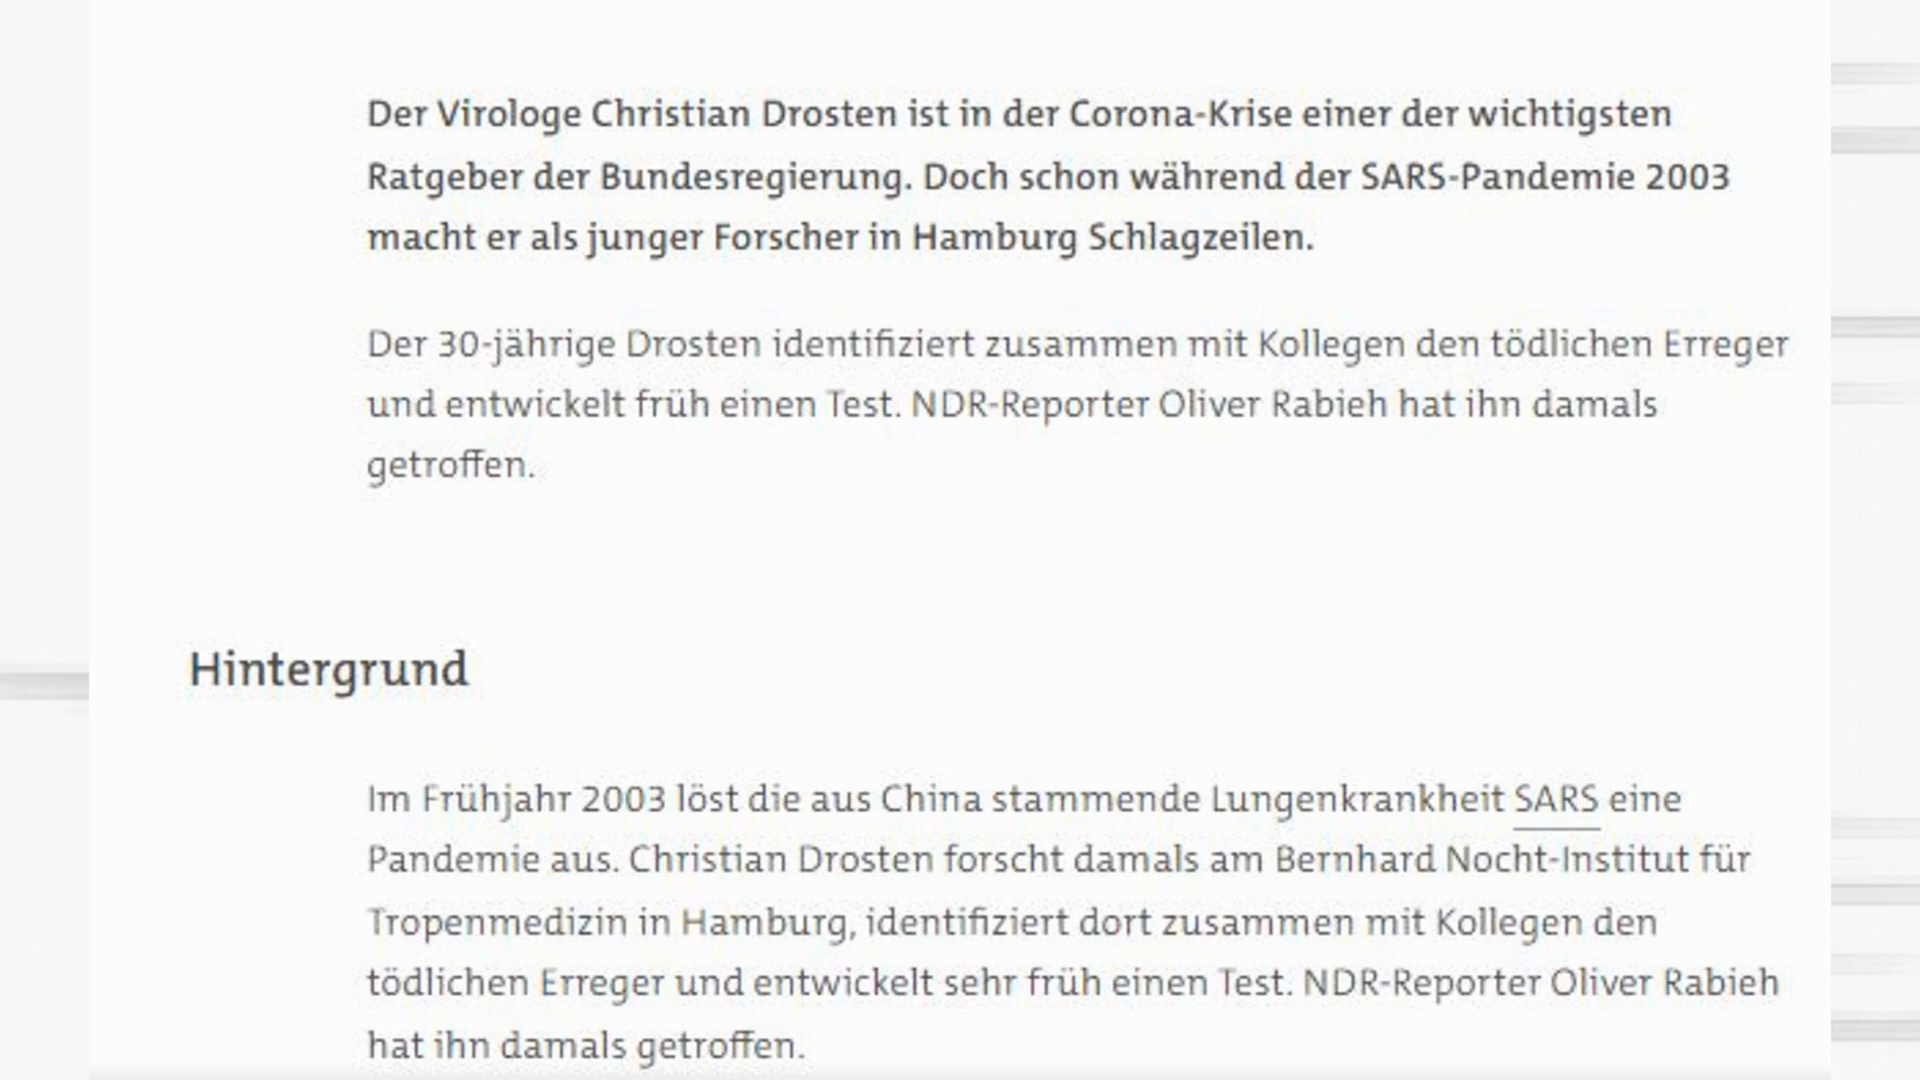 Der Virologe Christian Drosten ist in der Corona-Krise einer der wichtigsten
Ratgeber der Bundesregierung. Doch schon während der SARS-Pandemie 2003
macht er als junger Forscher in Hamburg Schlagzeilen.
Der 30-jährige Drosten identifiziert zusammen mit Kollegen den tödlichen Erreger
und entwickelt früh einen Test. NDR-Reporter Oliver Rabieh hat ihn damals
getroffen.
Hintergrund
Im Frühjahr 2003 löst die aus China stammende Lungenkrankheit SARS eine
Pandemie aus. Christian Drosten forscht damals am Bernhard Nocht-Institut für
Tropenmedizin in Hamburg, identifiziert dort zusammen mit Kollegen den
tödlichen Erreger und entwickelt sehr früh einen Test. NDR-Reporter Oliver Rabieh
hat ihn damals getroffen.